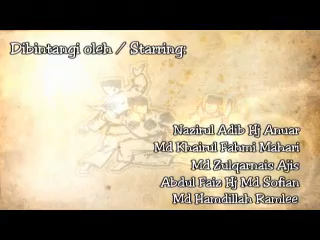 Dibintangi oleh / Starring:
Nazirul Adib Hj Anuar
Md Khairul Fahmi Mahari
Md Zulqarnais Ajis
Abdul Faiz Hj Md Sofian
Md Hamdillah Ramlee